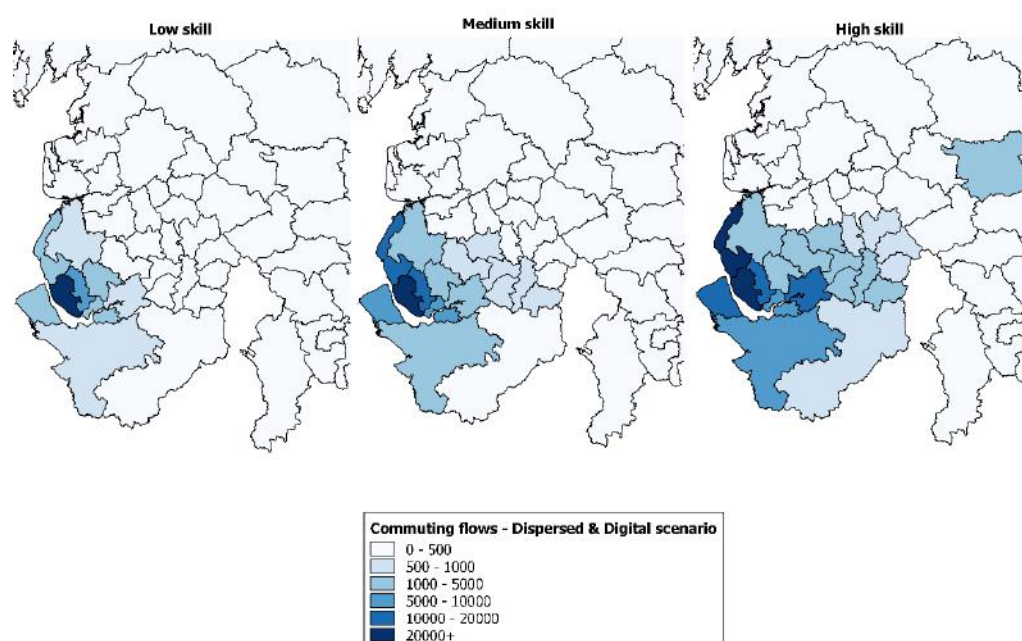 Low skill
Medium skill
High skill
Commuting flows - Dispersed & Digital scenario
0 - 500
500 - 1000
1000 - 5000
5000 - 10000
10000 - 20000
20000+